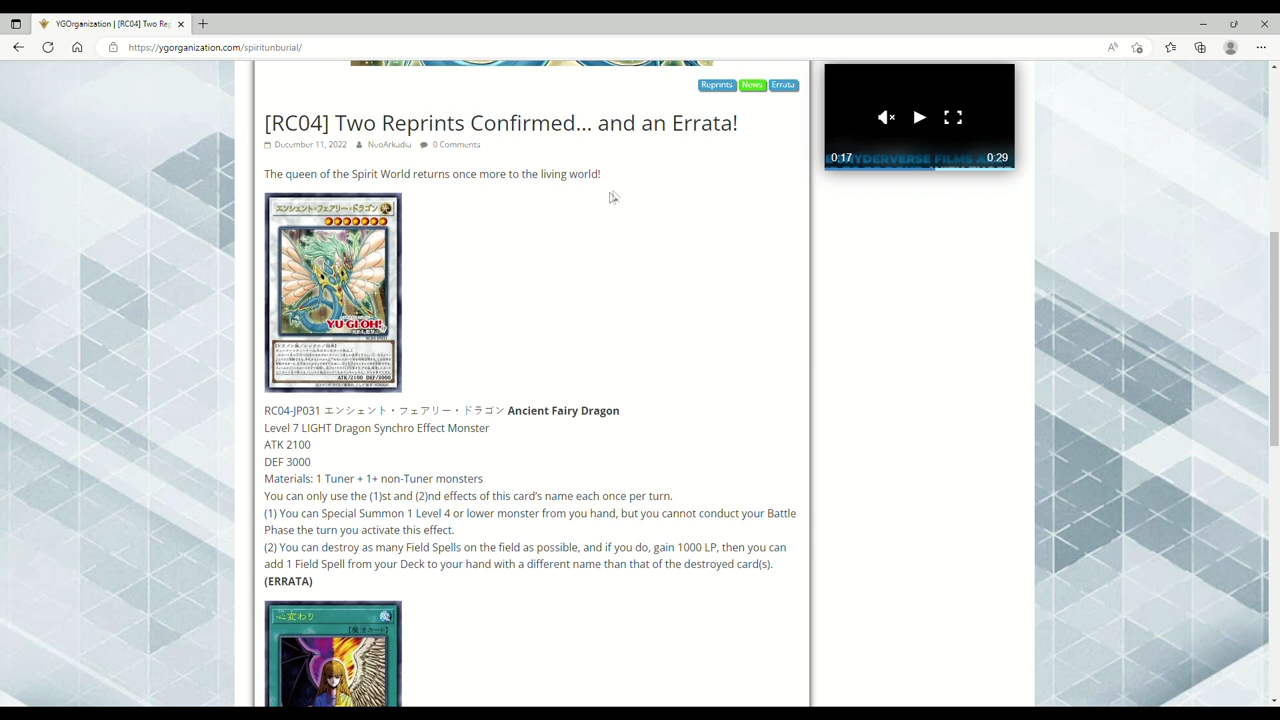 YGOrganization | [RC04] Two Rep
https://ygorganization.com/spiritunburial/
Reprints News Errata
[RC04] Two Reprints Confirmed… and an Errata!
December 11, 2022 NeoArkadia 0 Comments
The queen of the Spirit World returns once more to the living world!
エンシェント・フェアリー・ドラゴン
YU-GI-OH!
ATK/2100 DEF/3000
RC04-JP031 エンシェント・フェアリー・ドラゴン Ancient Fairy Dragon
Level 7 LIGHT Dragon Synchro Effect Monster
ATK 2100
DEF 3000
Materials: 1 Tuner + 1+ non-Tuner monsters
You can only use the (1)st and (2)nd effects of this card’s name each once per turn.
(1) You can Special Summon 1 Level 4 or lower monster from you hand, but you cannot conduct your Battle
Phase the turn you activate this effect.
(2) You can destroy as many Field Spells on the field as possible, and if you do, gain 1000 LP, then you can
add 1 Field Spell from your Deck to your hand with a different name than that of the destroyed card(s).
(ERRATA)
心変わり
【魔法カード】
0:17 0:29